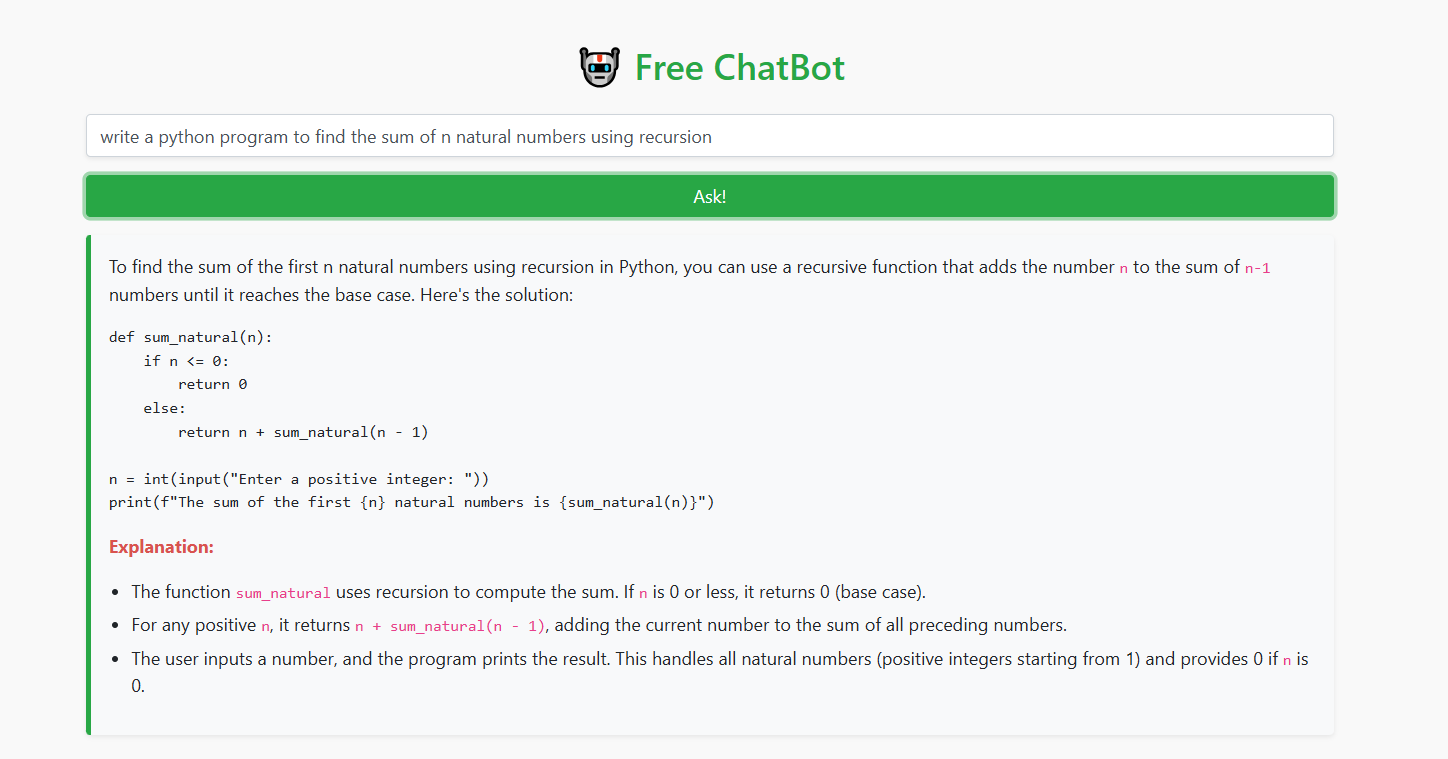 Free ChatBot
write a python program to find the sum of n natural numbers using recursion
Ask!
To find the sum of the first n natural numbers using recursion in Python, you can use a recursive function that adds the number n to the sum of n-1
numbers until it reaches the base case. Here's the solution:
def sum_natural(n):
    if n <= 0:
        return 0
    else:
        return n + sum_natural(n - 1)
n = int(input("Enter a positive integer: "))
print(f"The sum of the first {n} natural numbers is {sum_natural(n)}")
Explanation:
• The function sum_natural uses recursion to compute the sum. If n is 0 or less, it returns 0 (base case).
• For any positive n, it returns n + sum_natural(n - 1), adding the current number to the sum of all preceding numbers.
• The user inputs a number, and the program prints the result. This handles all natural numbers (positive integers starting from 1) and provides 0 if n is
0.